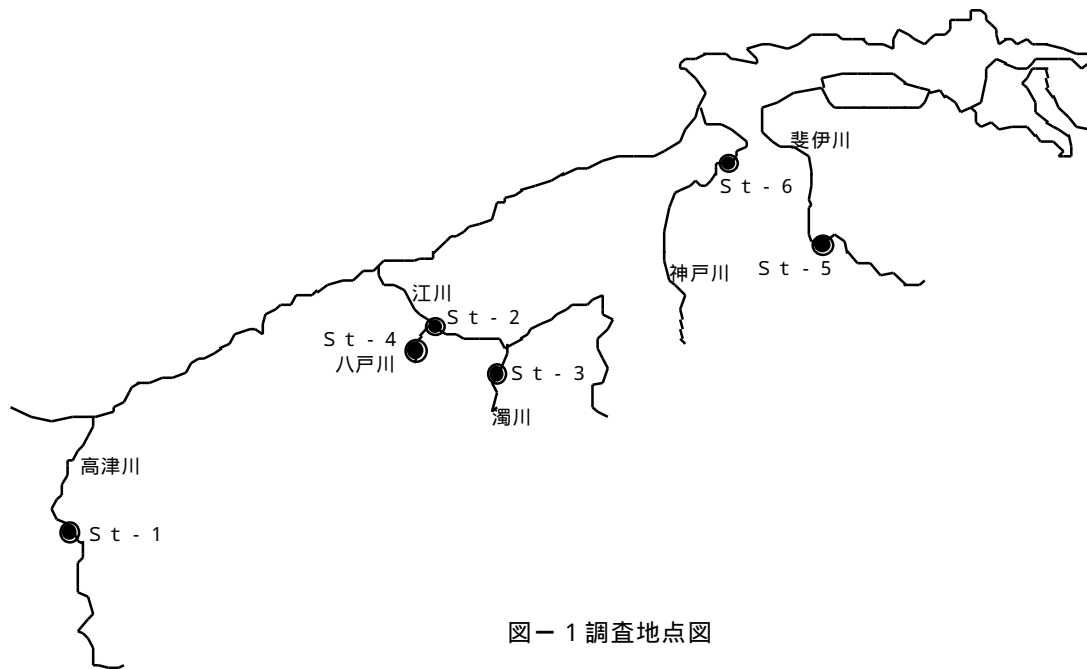 斐伊川
Ｓｔ-６
Ｓｔ-５
神戸川
江川
Ｓｔ-２
Ｓｔ-４
八戸川
Ｓｔ-３
濁川
高津川
Ｓｔ-１
図－１調査地点図